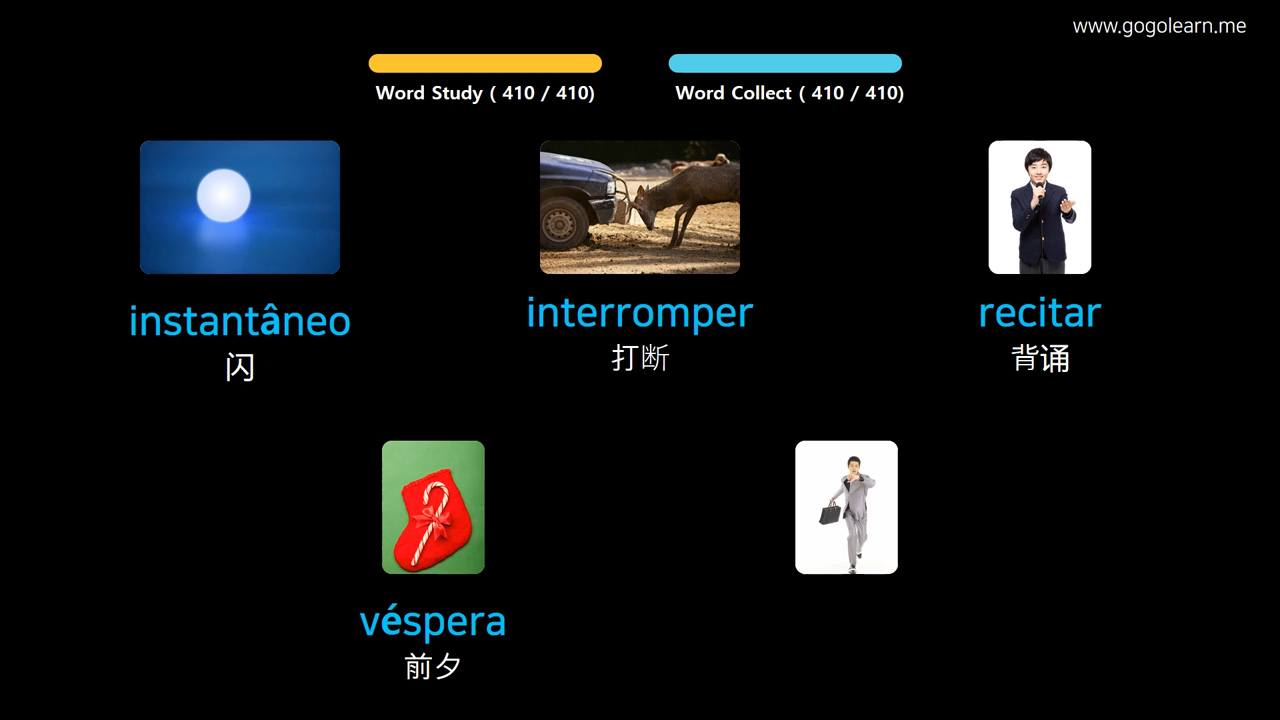 www.gogolearn.me
Word Study ( 410 / 410)
Word Collect ( 410 / 410)
instantâneo
闪
interromper
打断
recitar
背诵
véspera
前夕